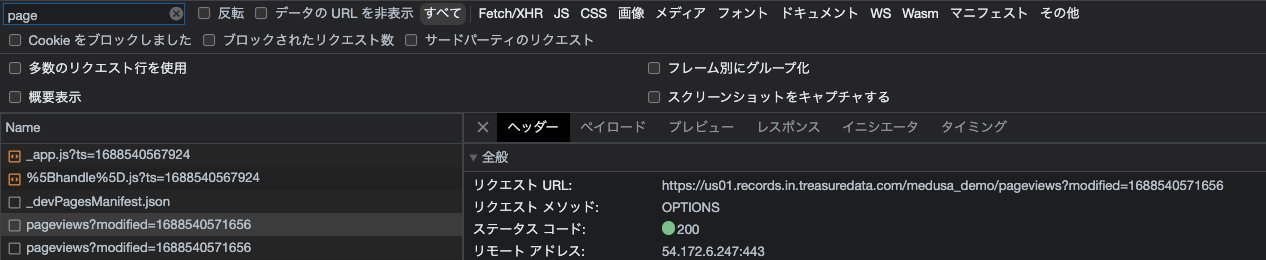 page 反転 データの URL を非表示 すべて Fetch/XHR JS CSS 画像 メディア フォント ドキュメント WS Wasm マニフェスト その他
Cookie をブロックしました ブロックされたリクエスト数 サードパーティのリクエスト
多数のリクエスト行を使用 フレーム別にグループ化
概要表示 スクリーンショットをキャプチャする
Name
_app.js?ts=1688540567924
%5Bhandle%5D.js?ts=1688540567924
_devPagesManifest.json
pageviews?modified=1688540571656
pageviews?modified=1688540571656
ヘッダー ペイロード プレビュー レスポンス イニシエータ タイミング
全般
リクエスト URL: https://us01.records.in.treasuredata.com/medusa_demo/pageviews?modified=1688540571656
リクエスト メソッド: OPTIONS
ステータス コード: 200
リモート アドレス: 54.172.6.247:443